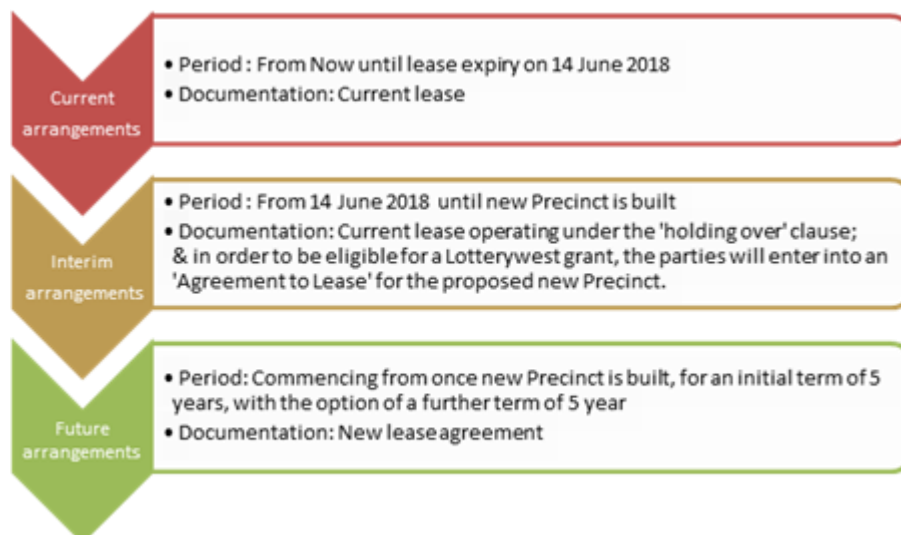 Current
arrangements
• Period : From Now until lease expiry on 14 June 2018
• Documentation: Current lease
Interim
arrangements
• Period : From 14 June 2018 until new Precinct is built
• Documentation: Current lease operating under the 'holding over' clause;
& in order to be eligible for a Lotterywest grant, the parties will enter into an
'Agreement to Lease' for the proposed new Precinct.
Future
arrangements
• Period: Commencing from once new Precinct is built, for an initial term of 5
years, with the option of a further term of 5 year
• Documentation: New lease agreement